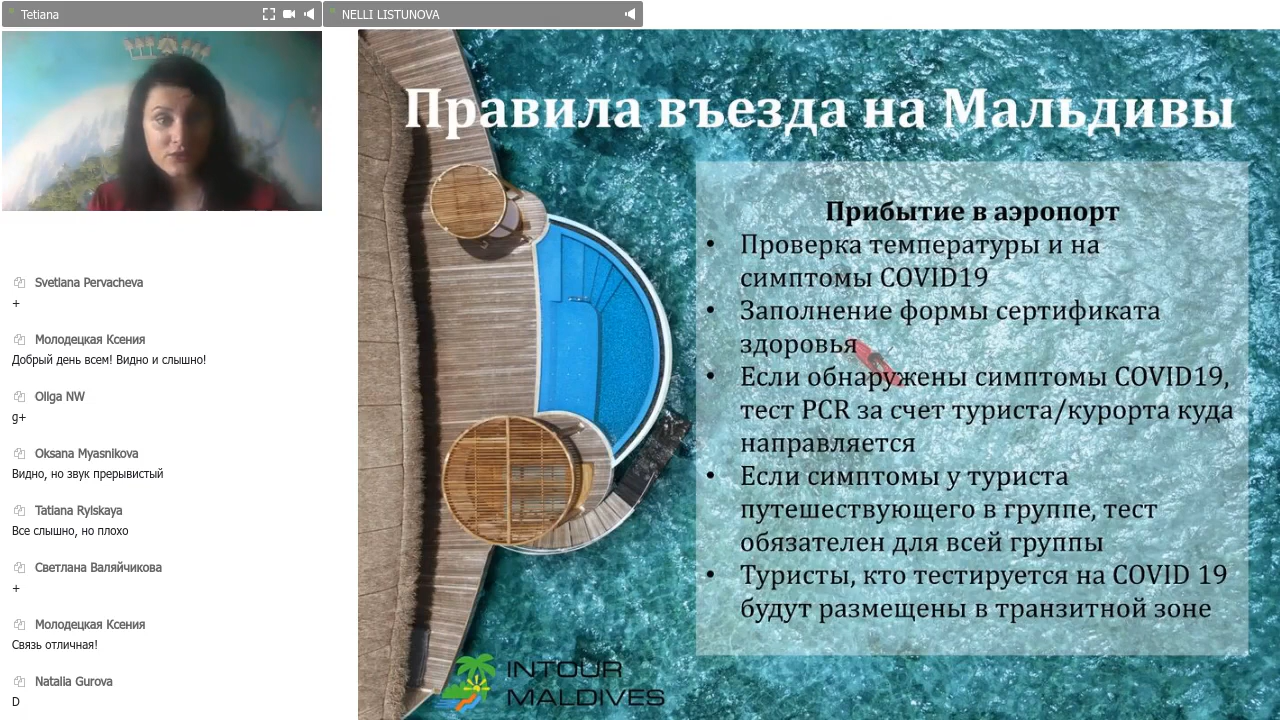 Tetiana
NELLI LISTUNOVA
Svetlana Pervacheva
+
Молодецкая Ксения
Добрый день всем! Видно и слышно!
Oliga NW
g+
Oksana Myasnikova
Видно, но звук прерывистый
Tatiana Rylskaya
Все слышно, но плохо
Светлана Валяйчикова
+
Молодецкая Ксения
Связь отличная!
Natalia Gurova
D
Правила въезда на Мальдивы
Прибытие в аэропорт
• Проверка температуры и на
симптомы COVID19
• Заполнение формы сертификата
здоровья
• Если обнаружены симптомы COVID19,
тест PCR за счет туриста/курорта куда
направляется
• Если симптомы у туриста
путешествующего в группе, тест
обязателен для всей группы
• Туристы, кто тестируется на COVID 19
будут размещены в транзитной зоне
INTOUR
MALDIVES